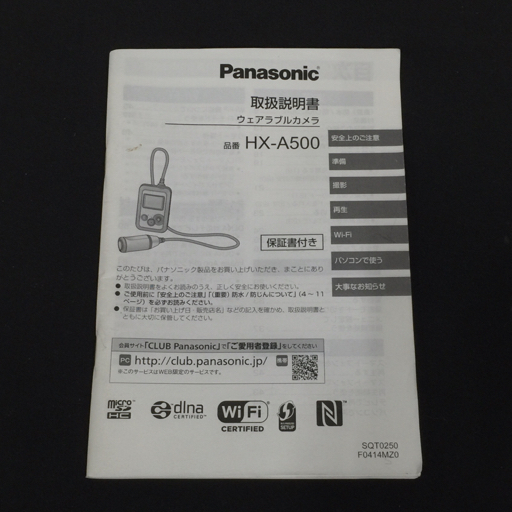 Panasonic
取扱説明書
ウェアラブルカメラ
品番 HX-A500
安全上のご注意
準備
撮影
再生
Wi-Fi
パソコンで使う
大事なお知らせ
保証書付き
このたびは、パナソニック製品をお買い上げいただき、まことにあり
がとうございます。
● 取扱説明書をよくお読みのうえ、正しく安全にお使いください。
● ご使用前に「安全上のご注意」「(重要) 防水/防じんについて」(4~11
ページ)を必ずお読みください。
● 保証書は「お買い上げ日・販売店名」などの記入を確かめ、取扱説明書と
ともに大切に保管してください。
会員サイト「CLUB Panasonic」で「ご愛用者登録」をしてください
PC http://club.panasonic.jp/ 携帯
※このサービスはWEB限定のサービスです。
micro SD HC
dlna CERTIFIED
Wi Fi CERTIFIED
SETUP
SQT0250
F0414MZ0